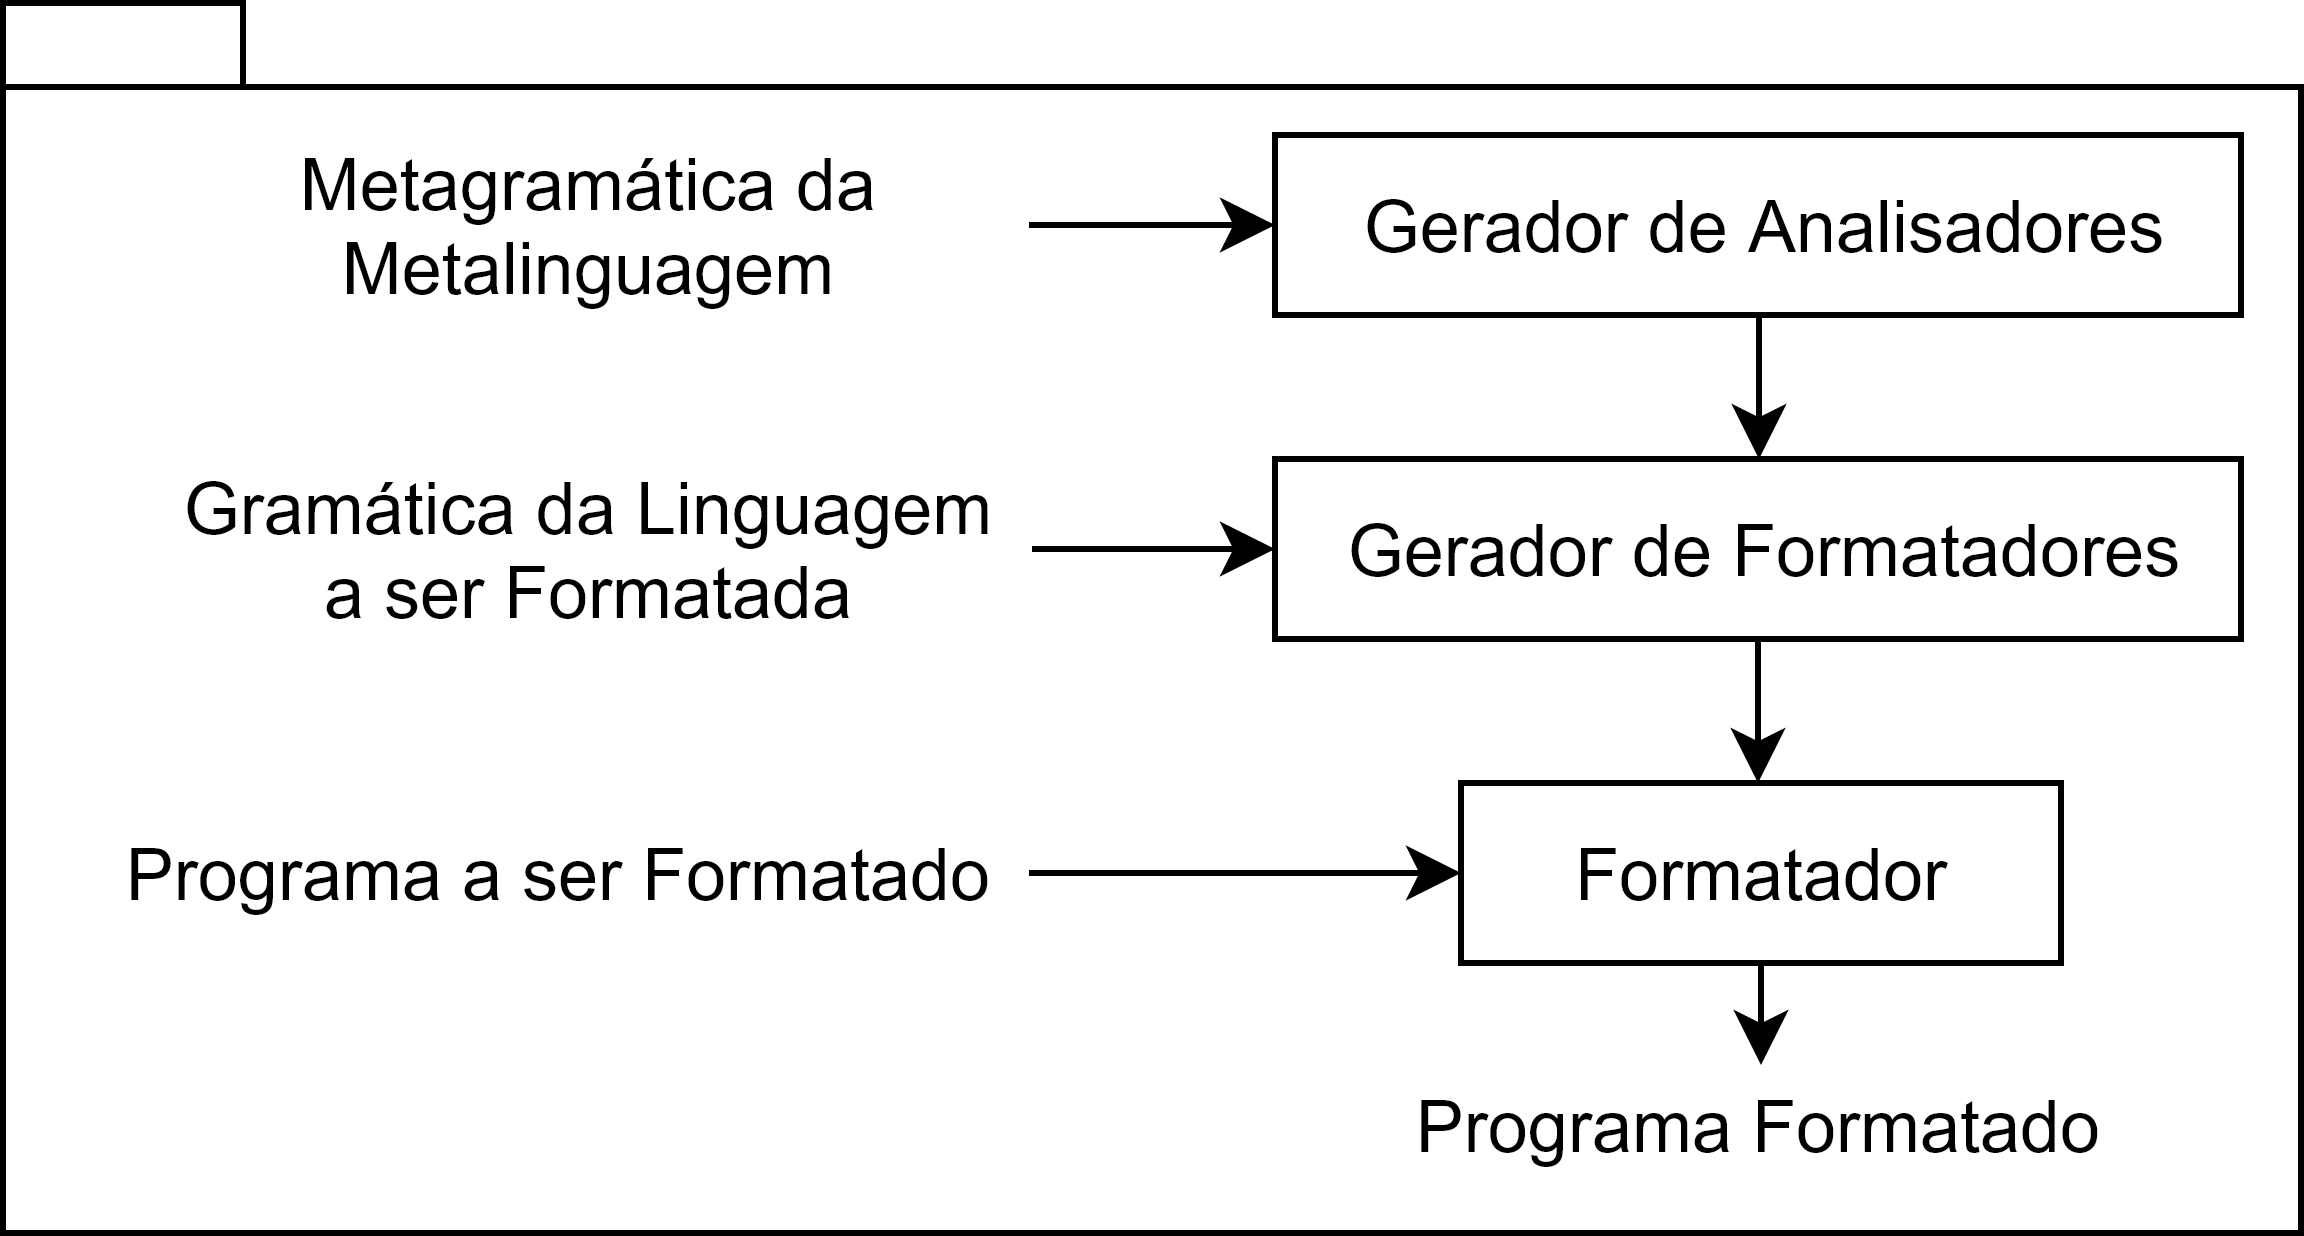 Metagramática da
Metalinguagem
Gerador de Analisadores
Gramática da Linguagem
a ser Formatada
Gerador de Formatadores
Programa a ser Formatado
Formatador
Programa Formatado